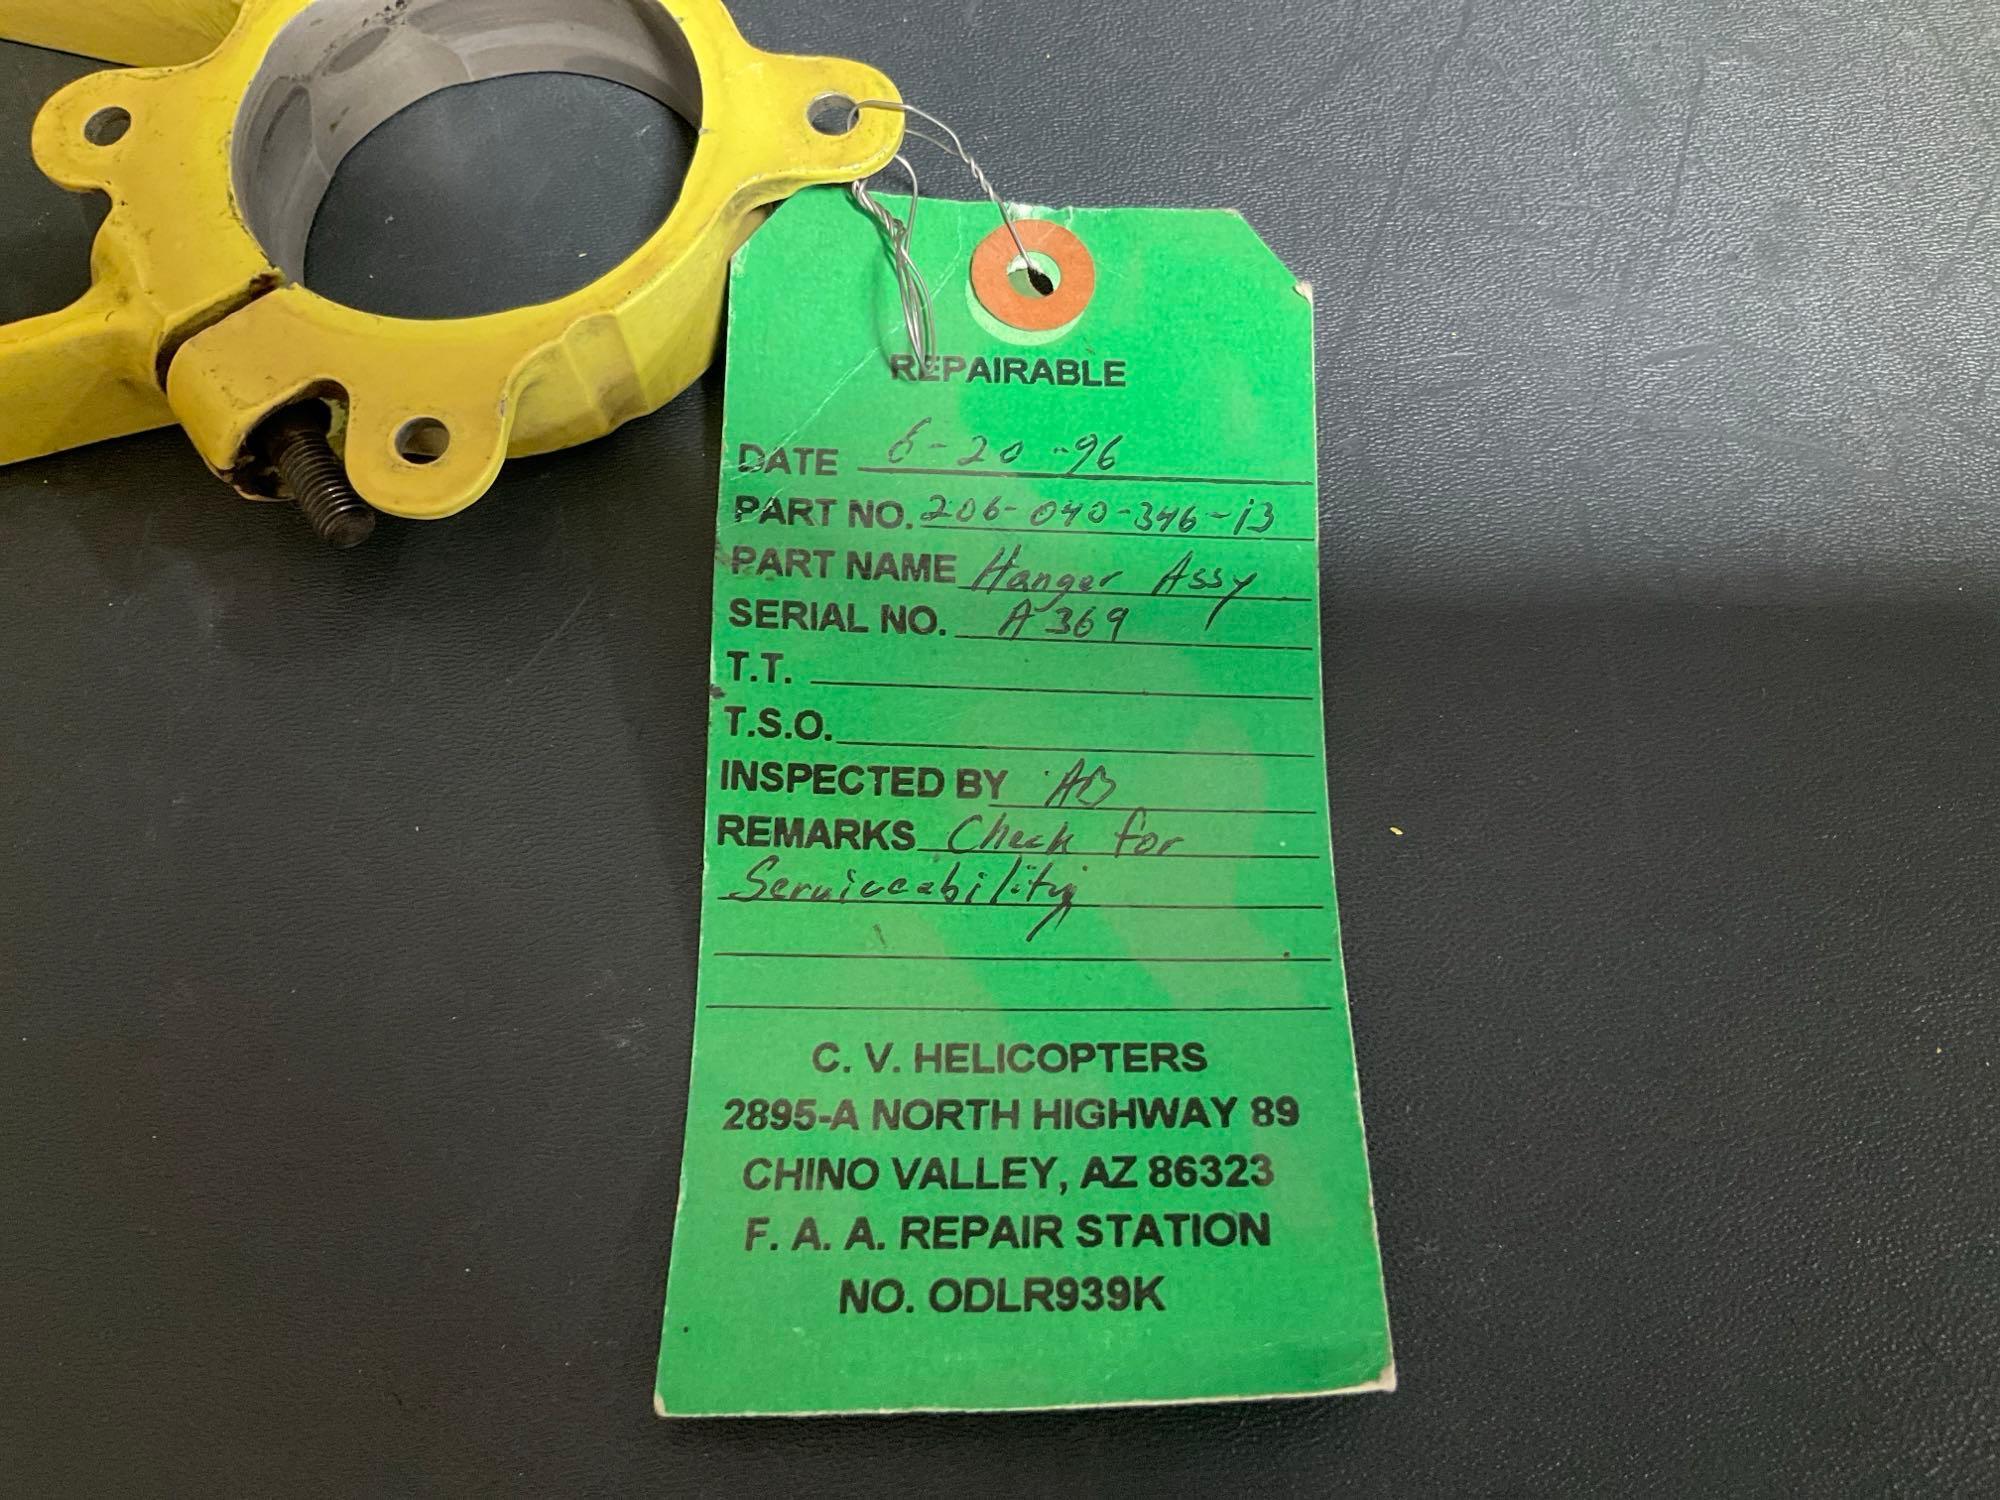 REPAIRABLE
DATE 6-20-96
PART NO. 206-040-346-13
PART NAME Hanger Assy
SERIAL NO. A369
T.T.
T.S.O.
INSPECTED BY AB
REMARKS Check for
Serviceability
C. V. HELICOPTERS
2895-A NORTH HIGHWAY 89
CHINO VALLEY, AZ 86323
F. A. A. REPAIR STATION
NO. ODLR939K